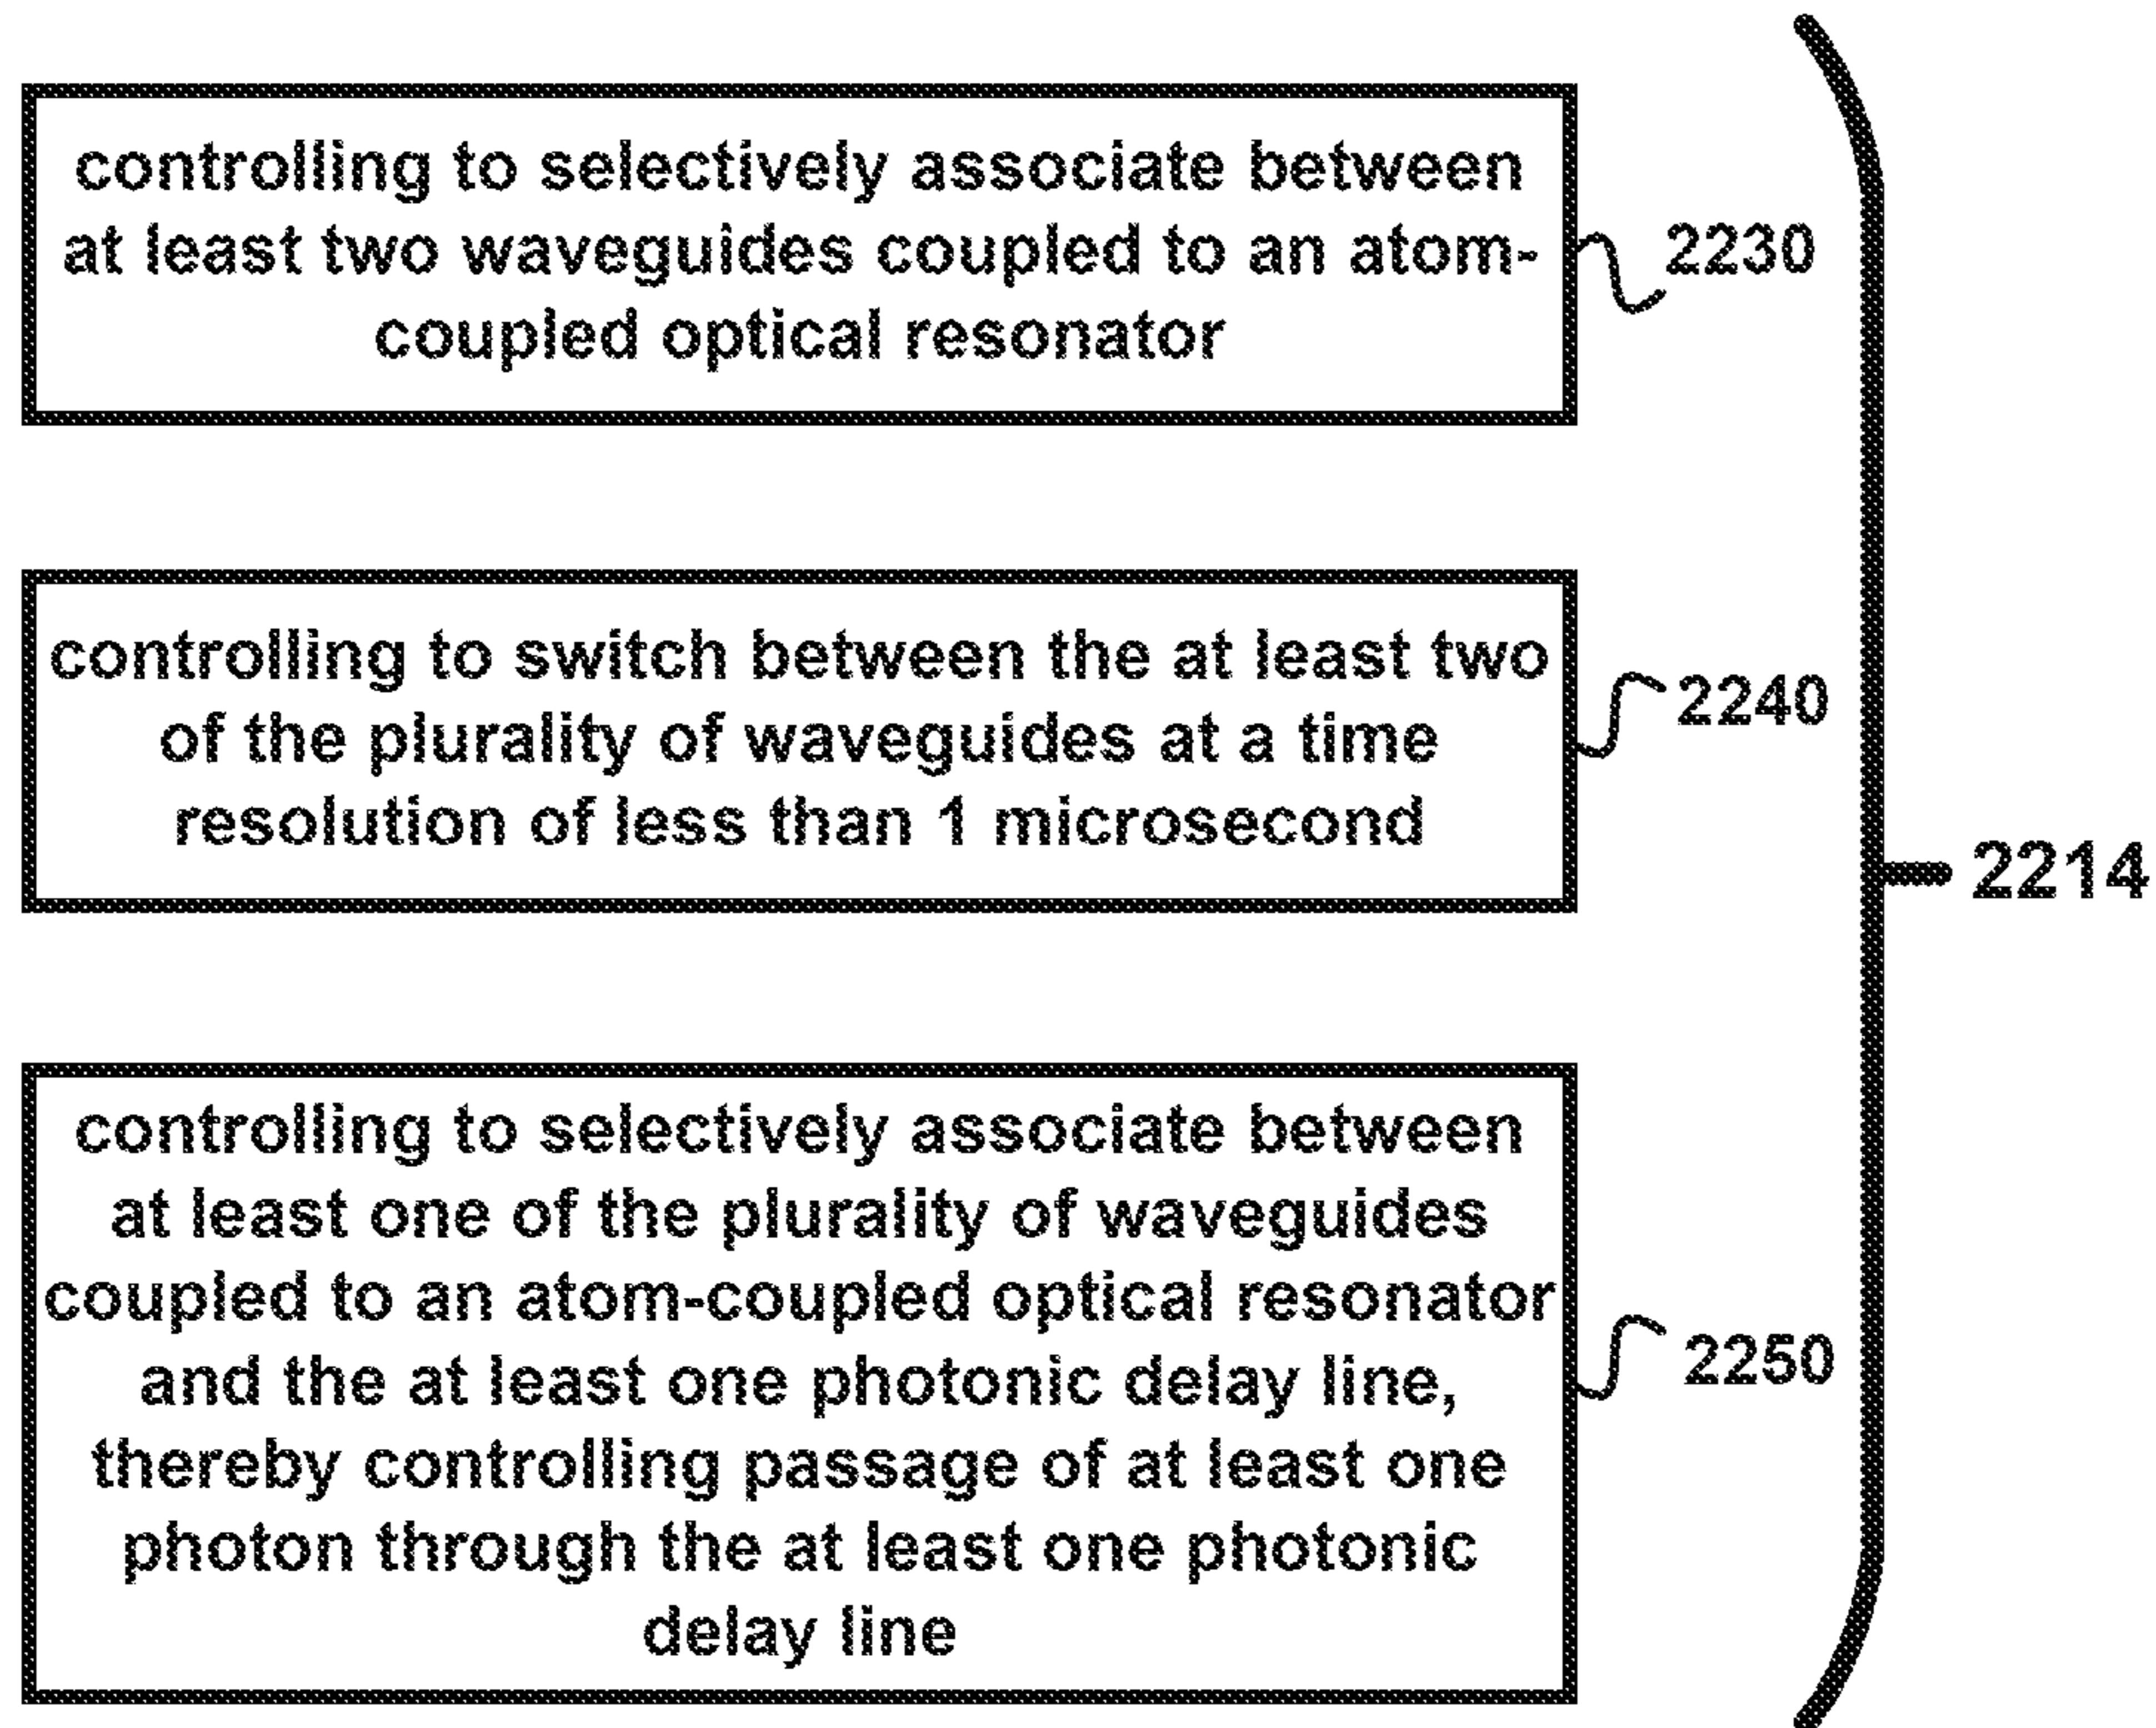 controlling to selectively associate between
at least two waveguides coupled to an atom-
coupled optical resonator
2230
controlling to switch between the at least two
of the plurality of waveguides at a time
resolution of less than 1 microsecond
2240
2214
controlling to selectively associate between
at least one of the plurality of waveguides
coupled to an atom-coupled optical resonator
and the at least one photonic delay line,
thereby controlling passage of at least one
photon through the at least one photonic
delay line
2250